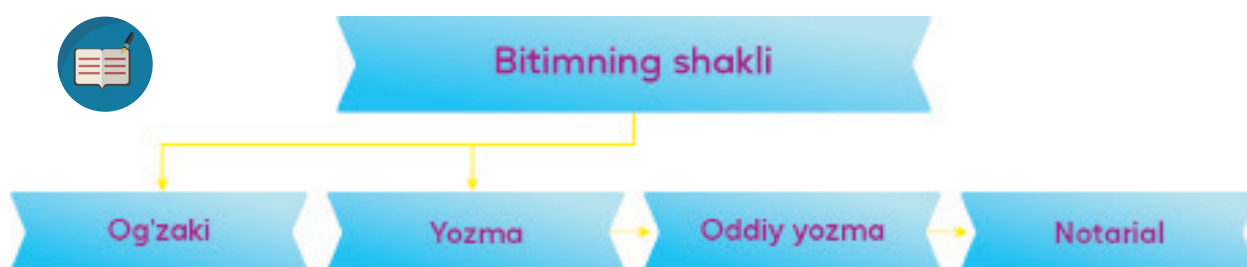 Bitimning shakli
Og'zaki
Yozma
Oddiy yozma
Notarial